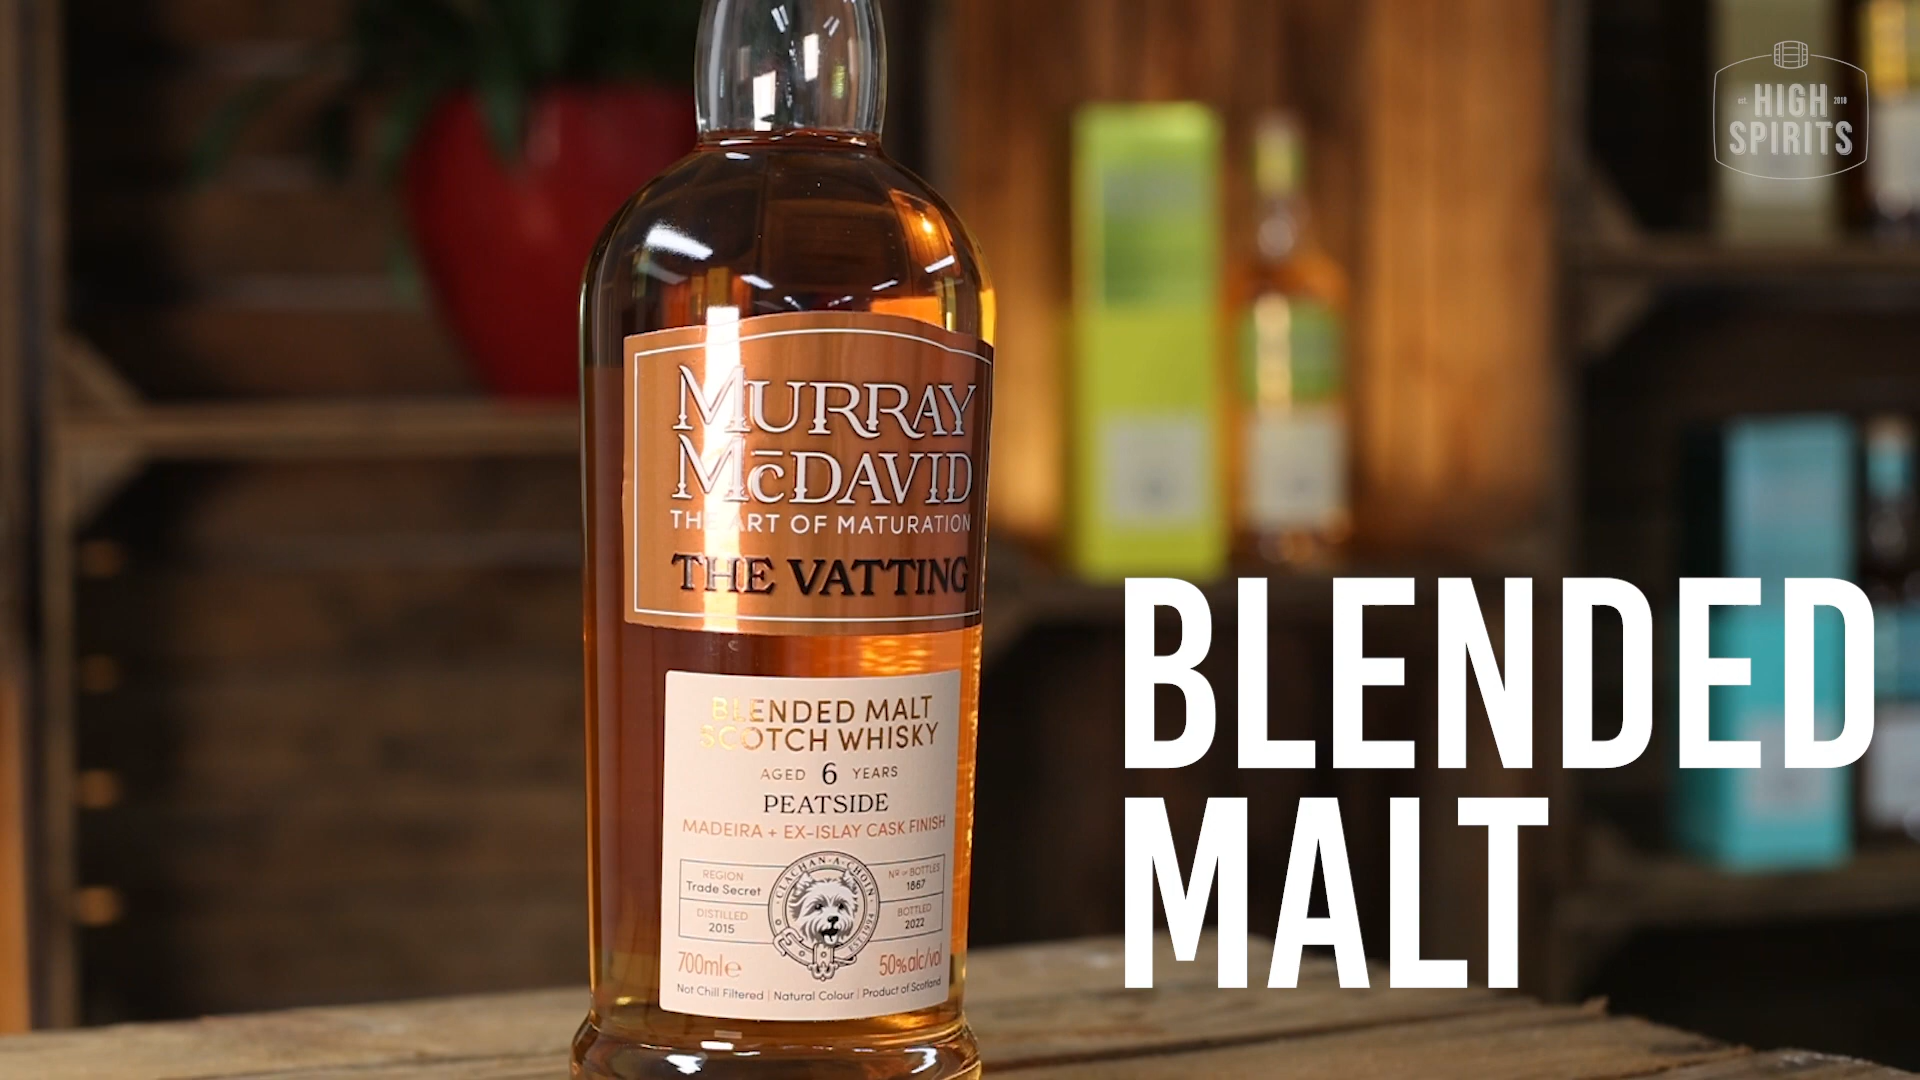 est. HIGH 2018
SPIRITS
MURRAY
McDAVID
THE ART OF MATURATION
THE VATTING
BLENDED MALT
SCOTCH WHISKY
AGED 6 YEARS
PEATSIDE
MADEIRA + EX-ISLAY CASK FINISH
REGION
Trade Secret
DISTILLED
2015
CLACHAN-A-CHOIN
EST. 1994
Nº OF BOTTLES
1867
BOTTLED
2022
700ml e
50%alc/vol
Not Chill Filtered | Natural Colour | Product of Scotland
BLENDED
MALT